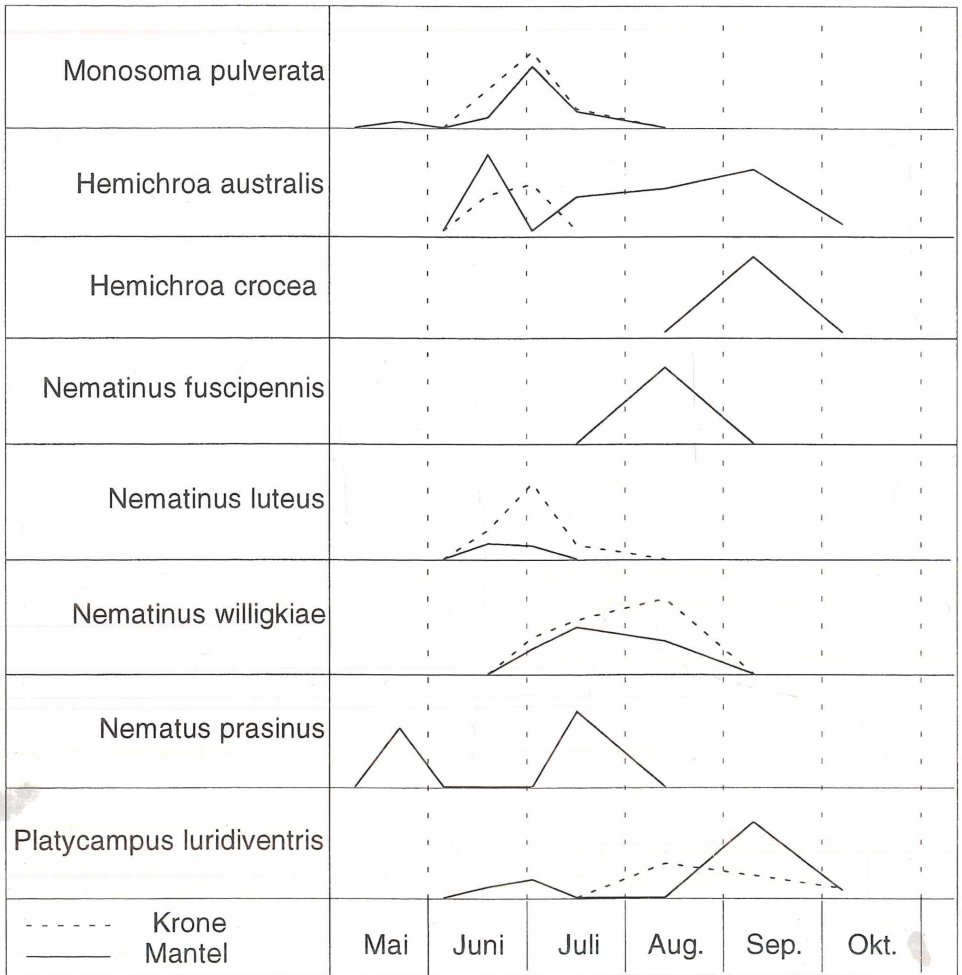 Monosoma pulverata
Hemichroa australis
Hemichroa crocea
Nematinus fuscipennis
Nematinus luteus
Nematinus willigkiae
Nematus prasinus
Platycampus luridiventris
Krone
Mantel
Mai Juni Juli Aug. Sep. Okt.